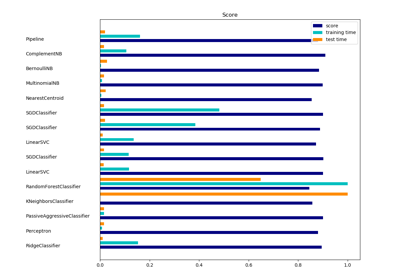 Score
score
training time
test time
Pipeline
ComplementNB
BernoulliNB
MultinomialNB
NearestCentroid
SGDClassifier
SGDClassifier
LinearSVC
SGDClassifier
LinearSVC
RandomForestClassifier
KNeighborsClassifier
PassiveAggressiveClassifier
Perceptron
RidgeClassifier
0.0 0.2 0.4 0.6 0.8 1.0